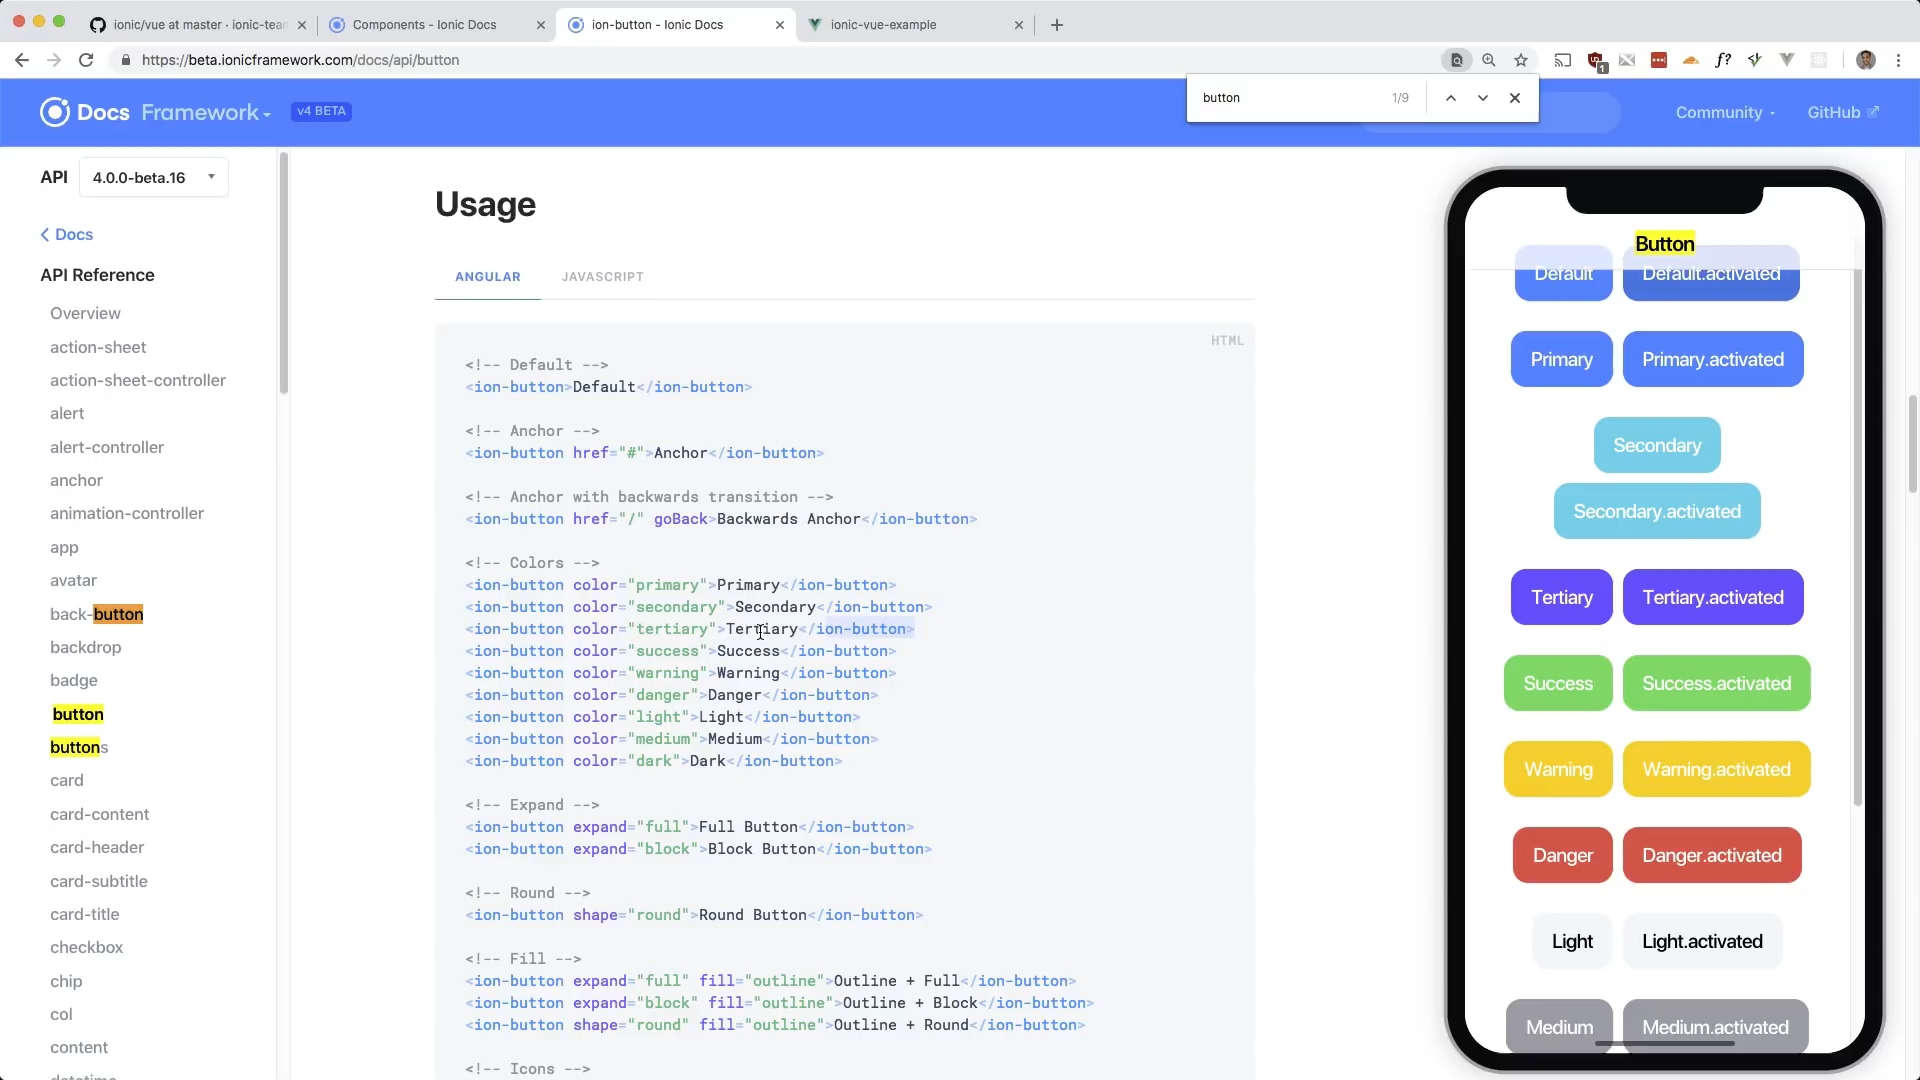 ionic/vue at master · ionic-tean
Components - Ionic Docs
ion-button - Ionic Docs
ionic-vue-example
https://beta.ionicframework.com/docs/api/button
1
f?
button
1/9
Docs
Framework
v4 BETA
Community
GitHub
API
4.0.0-beta.16
Docs
API Reference
Overview
action-sheet
action-sheet-controller
alert
alert-controller
anchor
animation-controller
app
avatar
back-button
backdrop
badge
button
buttons
card
card-content
card-header
card-subtitle
card-title
checkbox
chip
col
content
datetime
Usage
ANGULAR
JAVASCRIPT
HTML
<!-- Default -->
<ion-button>Default</ion-button>
<!-- Anchor -->
<ion-button href="#">Anchor</ion-button>
<!-- Anchor with backwards transition -->
<ion-button href="/" goBack>Backwards Anchor</ion-button>
<!-- Colors -->
<ion-button color="primary">Primary</ion-button>
<ion-button color="secondary">Secondary</ion-button>
<ion-button color="tertiary">Tertiary</ion-button>
<ion-button color="success">Success</ion-button>
<ion-button color="warning">Warning</ion-button>
<ion-button color="danger">Danger</ion-button>
<ion-button color="light">Light</ion-button>
<ion-button color="medium">Medium</ion-button>
<ion-button color="dark">Dark</ion-button>
<!-- Expand -->
<ion-button expand="full">Full Button</ion-button>
<ion-button expand="block">Block Button</ion-button>
<!-- Round -->
<ion-button shape="round">Round Button</ion-button>
<!-- Fill -->
<ion-button expand="full" fill="outline">Outline + Full</ion-button>
<ion-button expand="block" fill="outline">Outline + Block</ion-button>
<ion-button shape="round" fill="outline">Outline + Round</ion-button>
<!-- Icons -->
Button
Default
Default.activated
Primary
Primary.activated
Secondary
Secondary.activated
Tertiary
Tertiary.activated
Success
Success.activated
Warning
Warning.activated
Danger
Danger.activated
Light
Light.activated
Medium
Medium.activated